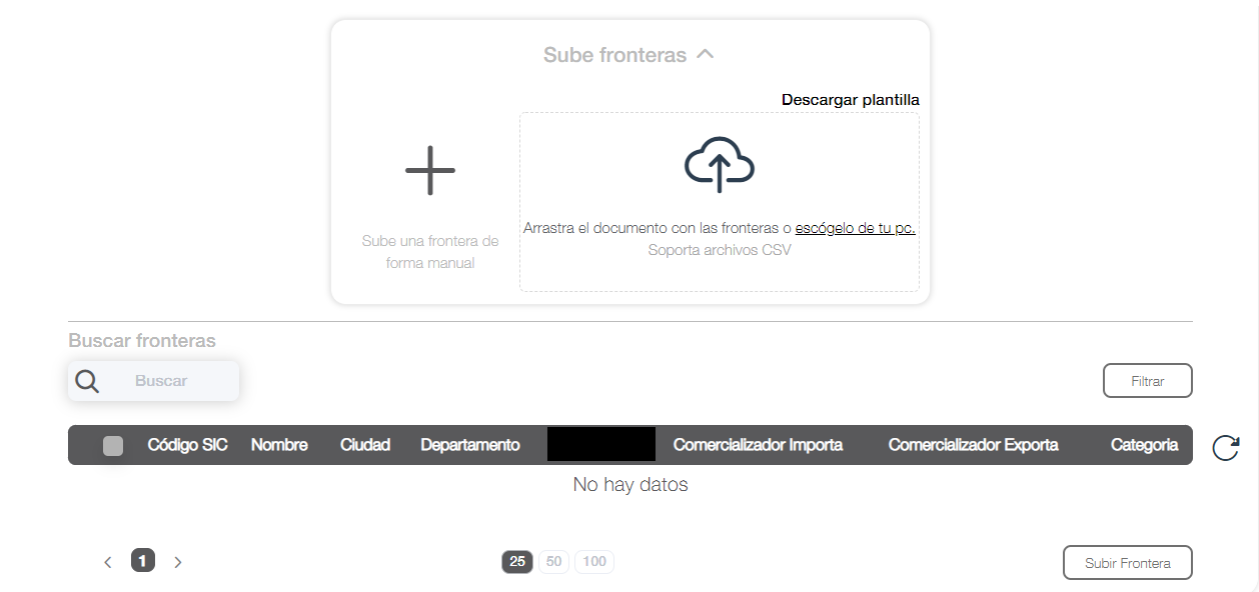 Sube fronteras
Descargar plantilla
Sube una frontera de
forma manual
Arrastra el documento con las fronteras o escógelo de tu pc.
Soporta archivos CSV
Buscar fronteras
Buscar
Filtrar
Código SIC Nombre Ciudad Departamento Comercializador Importa Comercializador Exporta Categoria
No hay datos
1
25 50 100
Subir Frontera